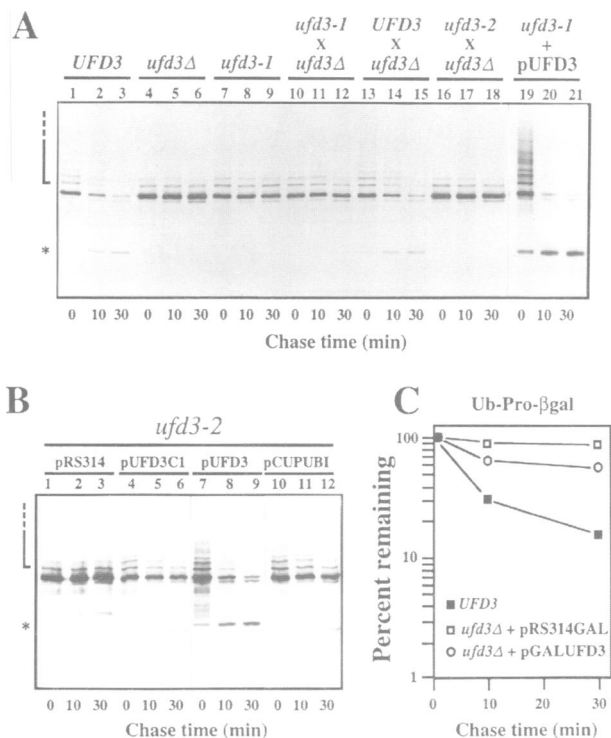 A
ufd3-1 UFD3 ufd3-2 ufd3-1
X X X +
UFD3 ufd3Δ ufd3-1 ufd3Δ ufd3Δ ufd3Δ pUFD3
1 2 3 4 5 6 7 8 9 10 11 12 13 14 15 16 17 18 19 20 21
*
0 10 30 0 10 30 0 10 30 0 10 30 0 10 30 0 10 30 0 10 30
Chase time (min)
B
ufd3-2
pRS314 pUFD3C1 pUFD3 pCUPUBI
1 2 3 4 5 6 7 8 9 10 11 12
*
0 10 30 0 10 30 0 10 30 0 10 30
Chase time (min)
C
Ub-Pro-βgal
Percent remaining
100
10
1
■ UFD3
□ ufd3Δ + pRS314GAL
○ ufd3Δ + pGALUFD3
0 10 20 30
Chase time (min)